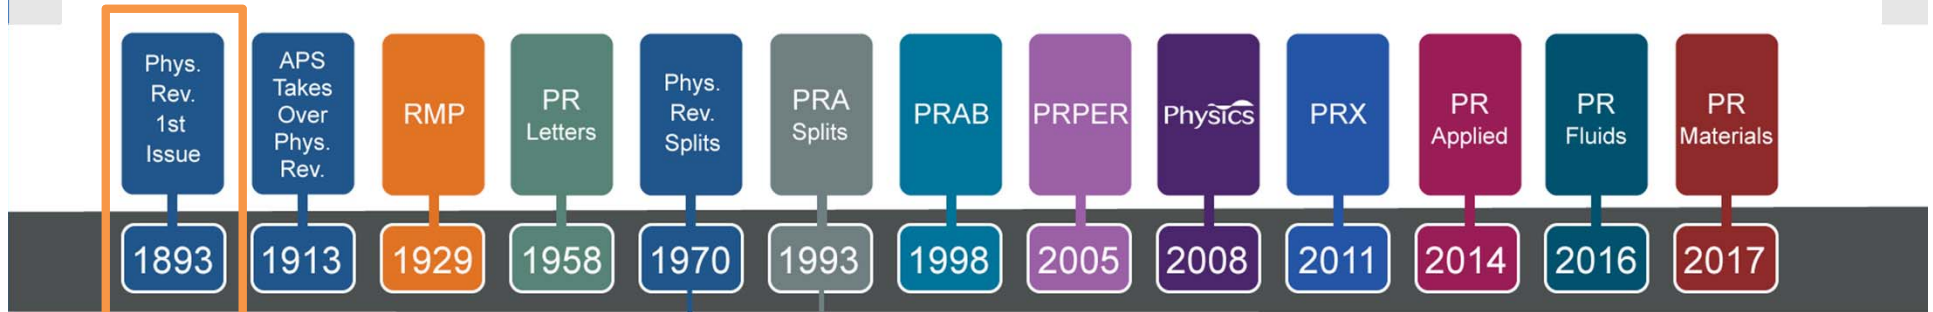 Phys.
Rev.
1st
Issue
APS
Takes
Over
Phys.
Rev.
RMP
PR
Letters
Phys.
Rev.
Splits
PRA
Splits
PRAB
PRPER
Physics
PRX
PR
Applied
PR
Fluids
PR
Materials
1893
1913
1929
1958
1970
1993
1998
2005
2008
2011
2014
2016
2017